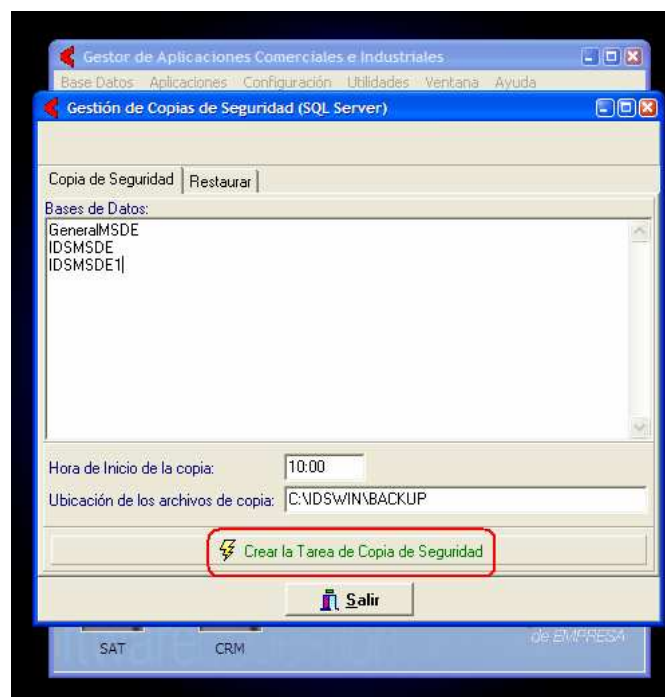 Gestor de Aplicaciones Comerciales e Industriales
Base Datos Aplicaciones Configuración Utilidades Ventana Ayuda
Gestión de Copias de Seguridad (SQL Server)
Copia de Seguridad Restaurar
Bases de Datos:
GeneralMSDE
IDSMSDE
IDSMSDE1
Hora de Inicio de la copia: 10:00
Ubicación de los archivos de copia: C:\IDSWIN\BACKUP
Crear la Tarea de Copia de Seguridad
Salir
de EMPRESA
SAT CRM